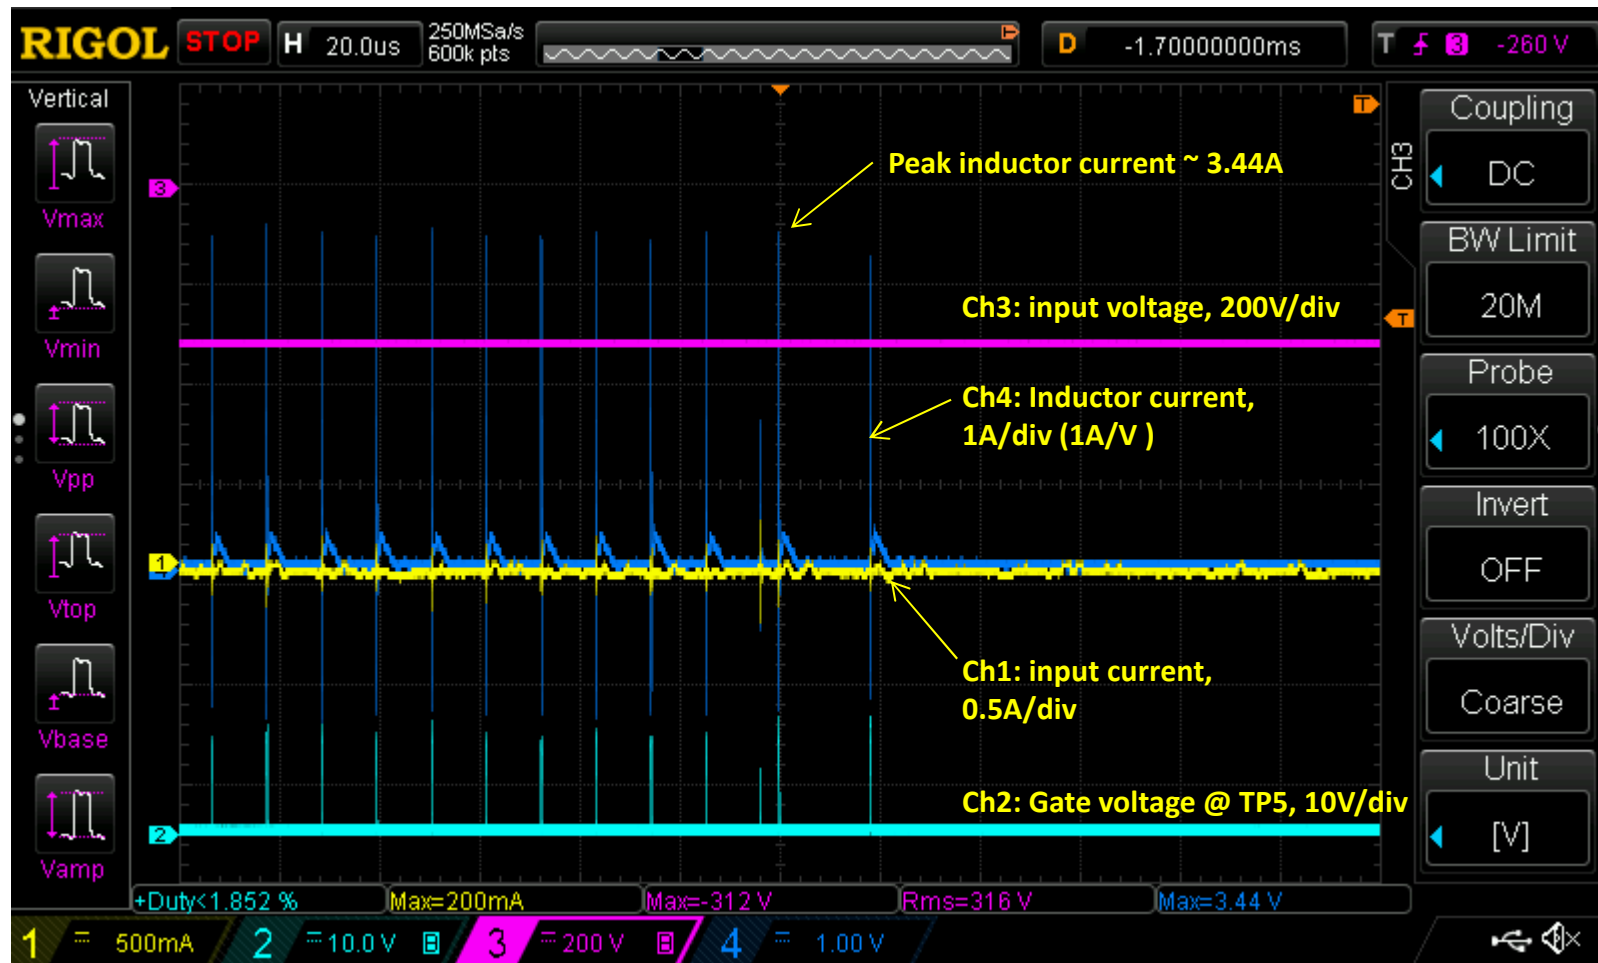 RIGOL STOP H 20.0us 250MSa/s D -1.70000000ms T 3 -260 V
600k pts
Vertical
Vmax
Vmin
Vpp
Vtop
Vbase
Vamp
T
3
Peak inductor current ~ 3.44A
Ch3: input voltage, 200V/div
T
Ch4: Inductor current,
1A/div (1A/V )
1
Ch1: input current,
0.5A/div
Ch2: Gate voltage @ TP5, 10V/div
2
CH3
Coupling
DC
BW Limit
20M
Probe
100X
Invert
OFF
Volts/Div
Coarse
Unit
[V]
+Duty<1.852 % Max=200mA Max=-312 V Rms=316 V Max=3.44 V
1 500mA 2 10.0 V B 3 200 V B 4 1.00 V